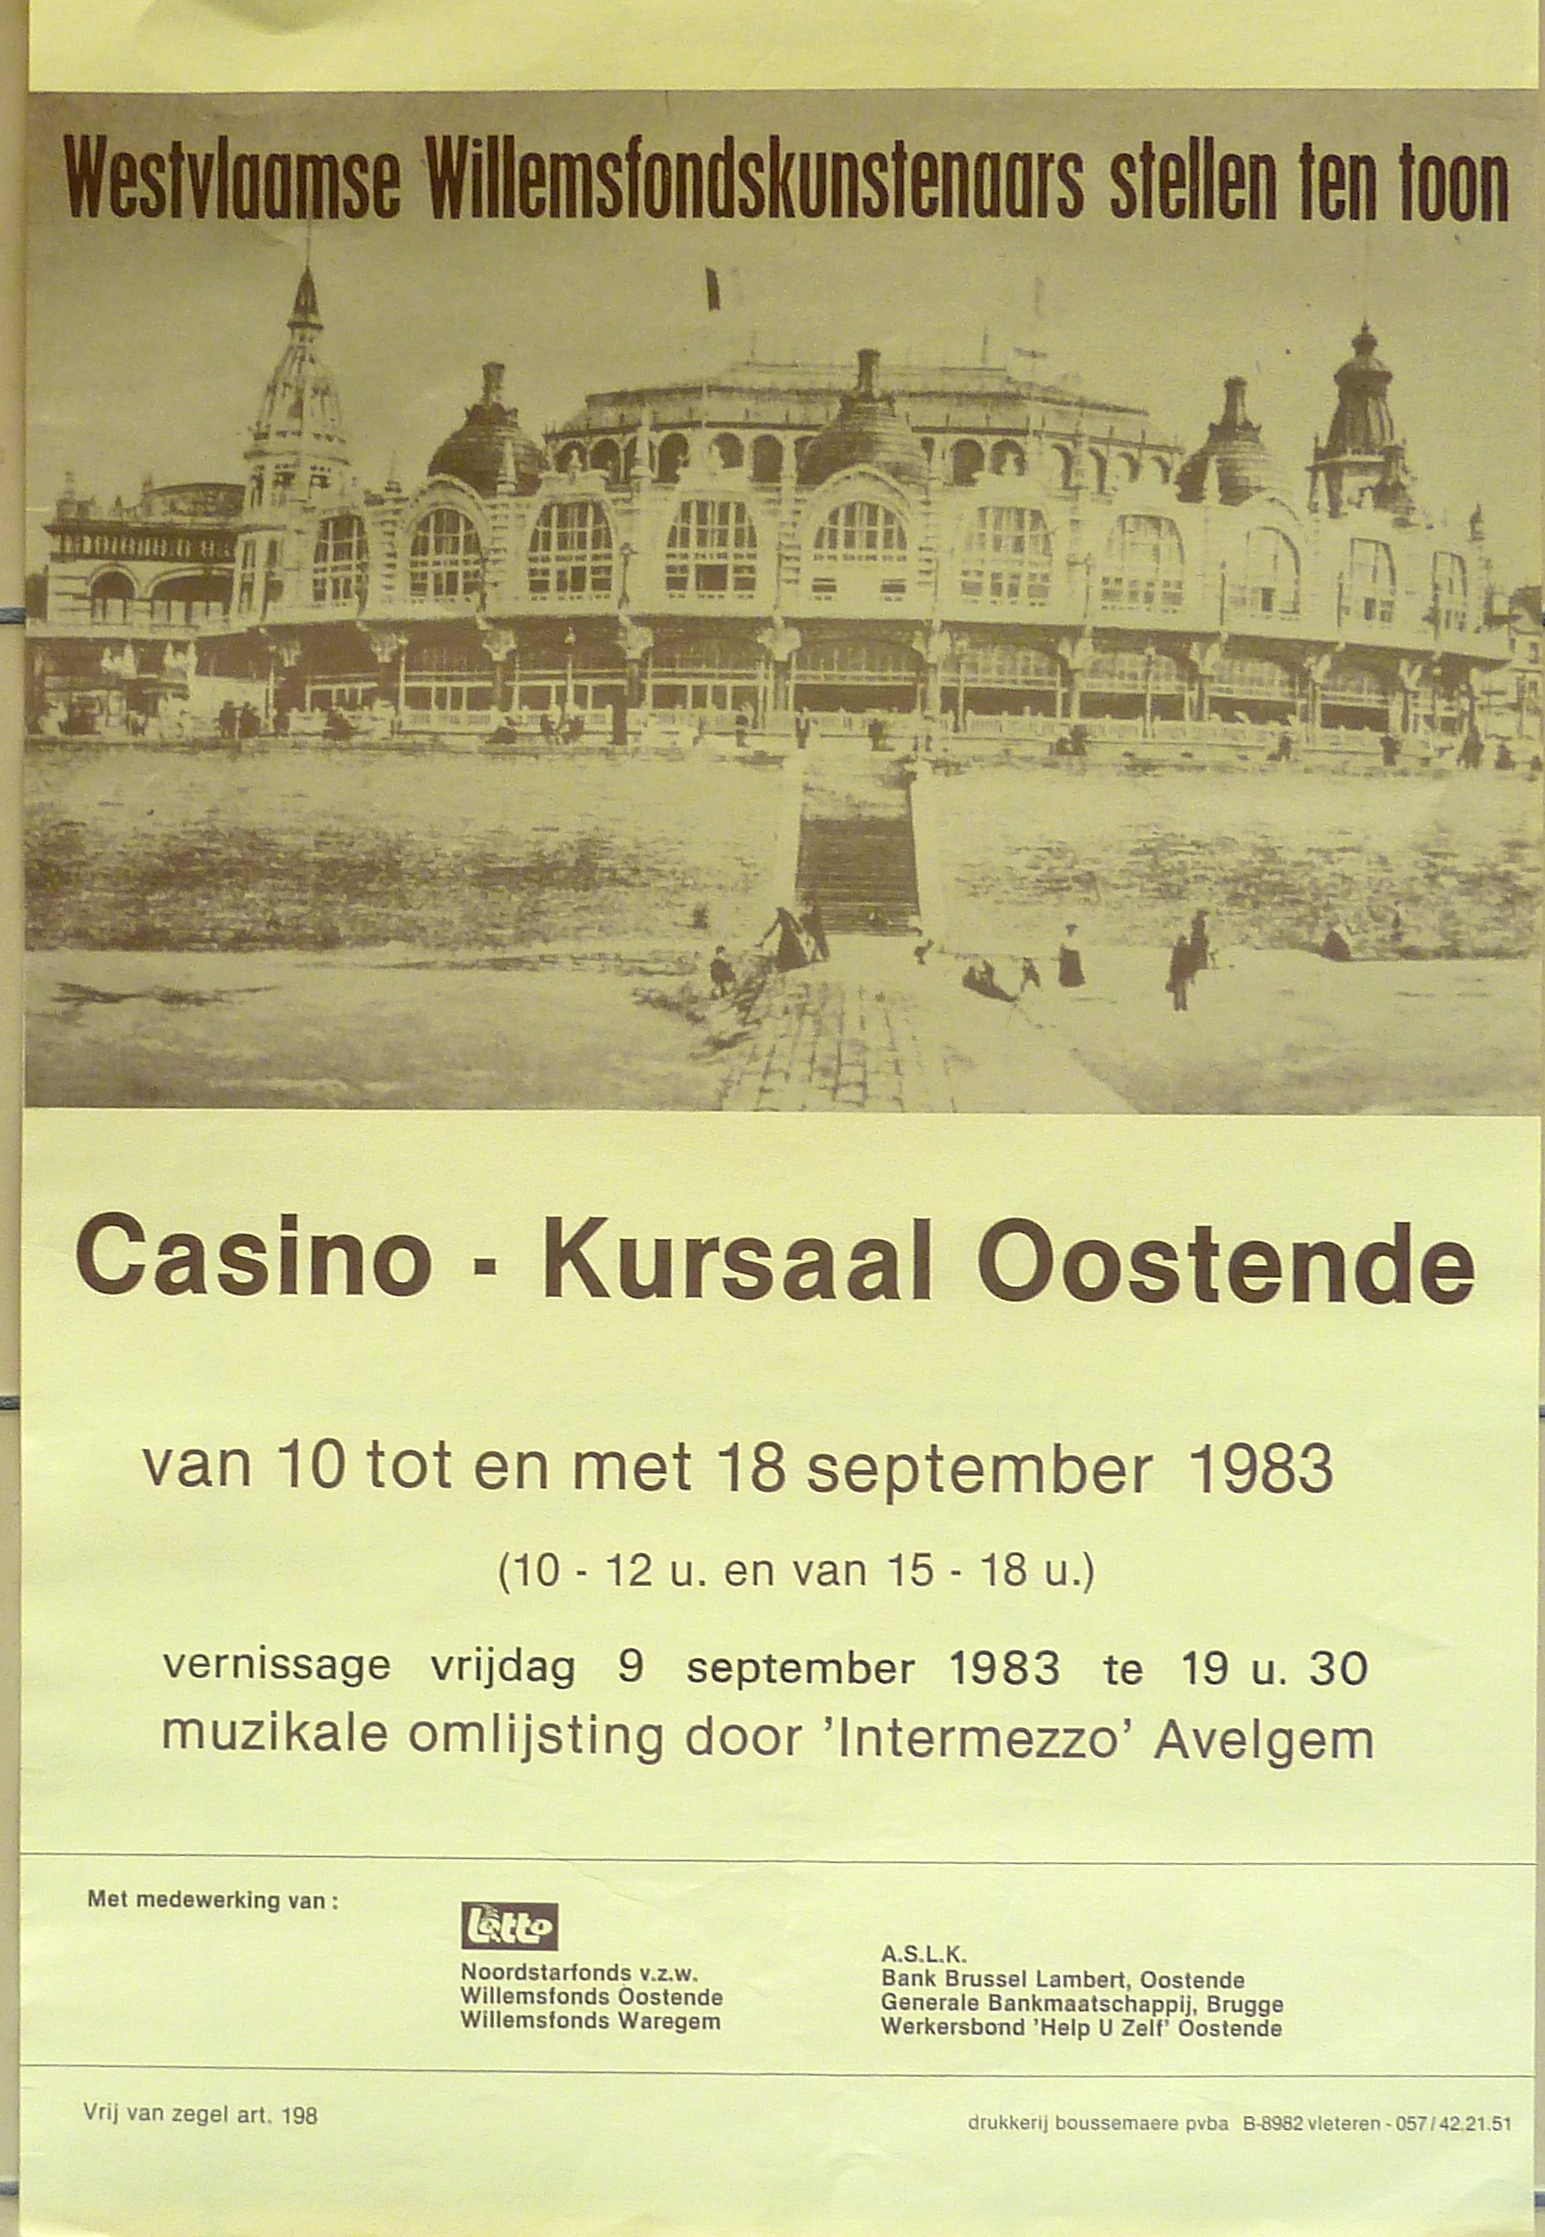 Westvlaamse Willemsfondskunstenaars stellen ten toon
Casino - Kursaal Oostende
van 10 tot en met 18 september 1983
(10 - 12 u. en van 15 - 18 u.)
vernissage vrijdag 9 september 1983 te 19 u. 30
muzikale omlijsting door 'Intermezzo' Avelgem
Met medewerking van :
Lotto
Noordstarfonds v.z.w.
Willemsfonds Oostende
Willemsfonds Waregem
A.S.L.K.
Bank Brussel Lambert, Oostende
Generale Bankmaatschappij, Brugge
Werkersbond 'Help U Zelf' Oostende
Vrij van zegel art. 198
drukkerij boussemaere pvba B-8982 vleteren - 057/42.21.51